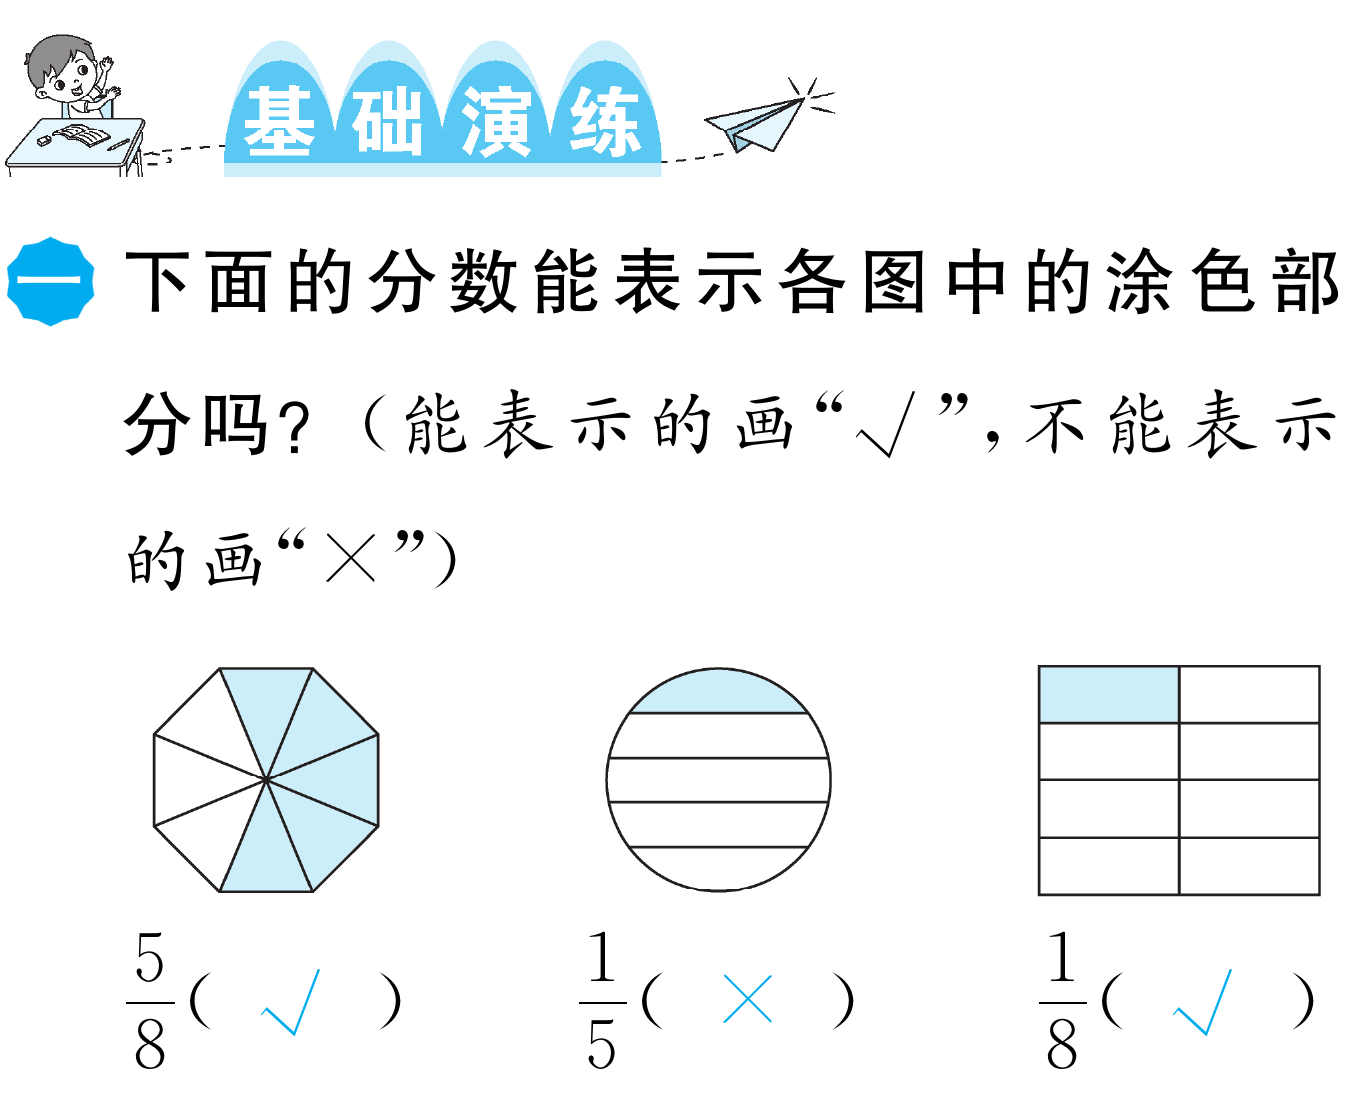 基础演练
一 下面的分数能表示各图中的涂色部
分吗?(能表示的画“√”,不能表示
的画“×”)
5/8( √ ) 1/5( × ) 1/8( √ )